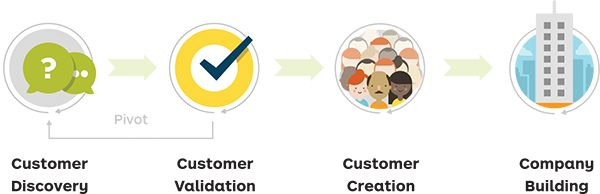 ?
Pivot
Customer
Discovery
Customer
Validation
Customer
Creation
Company
Building